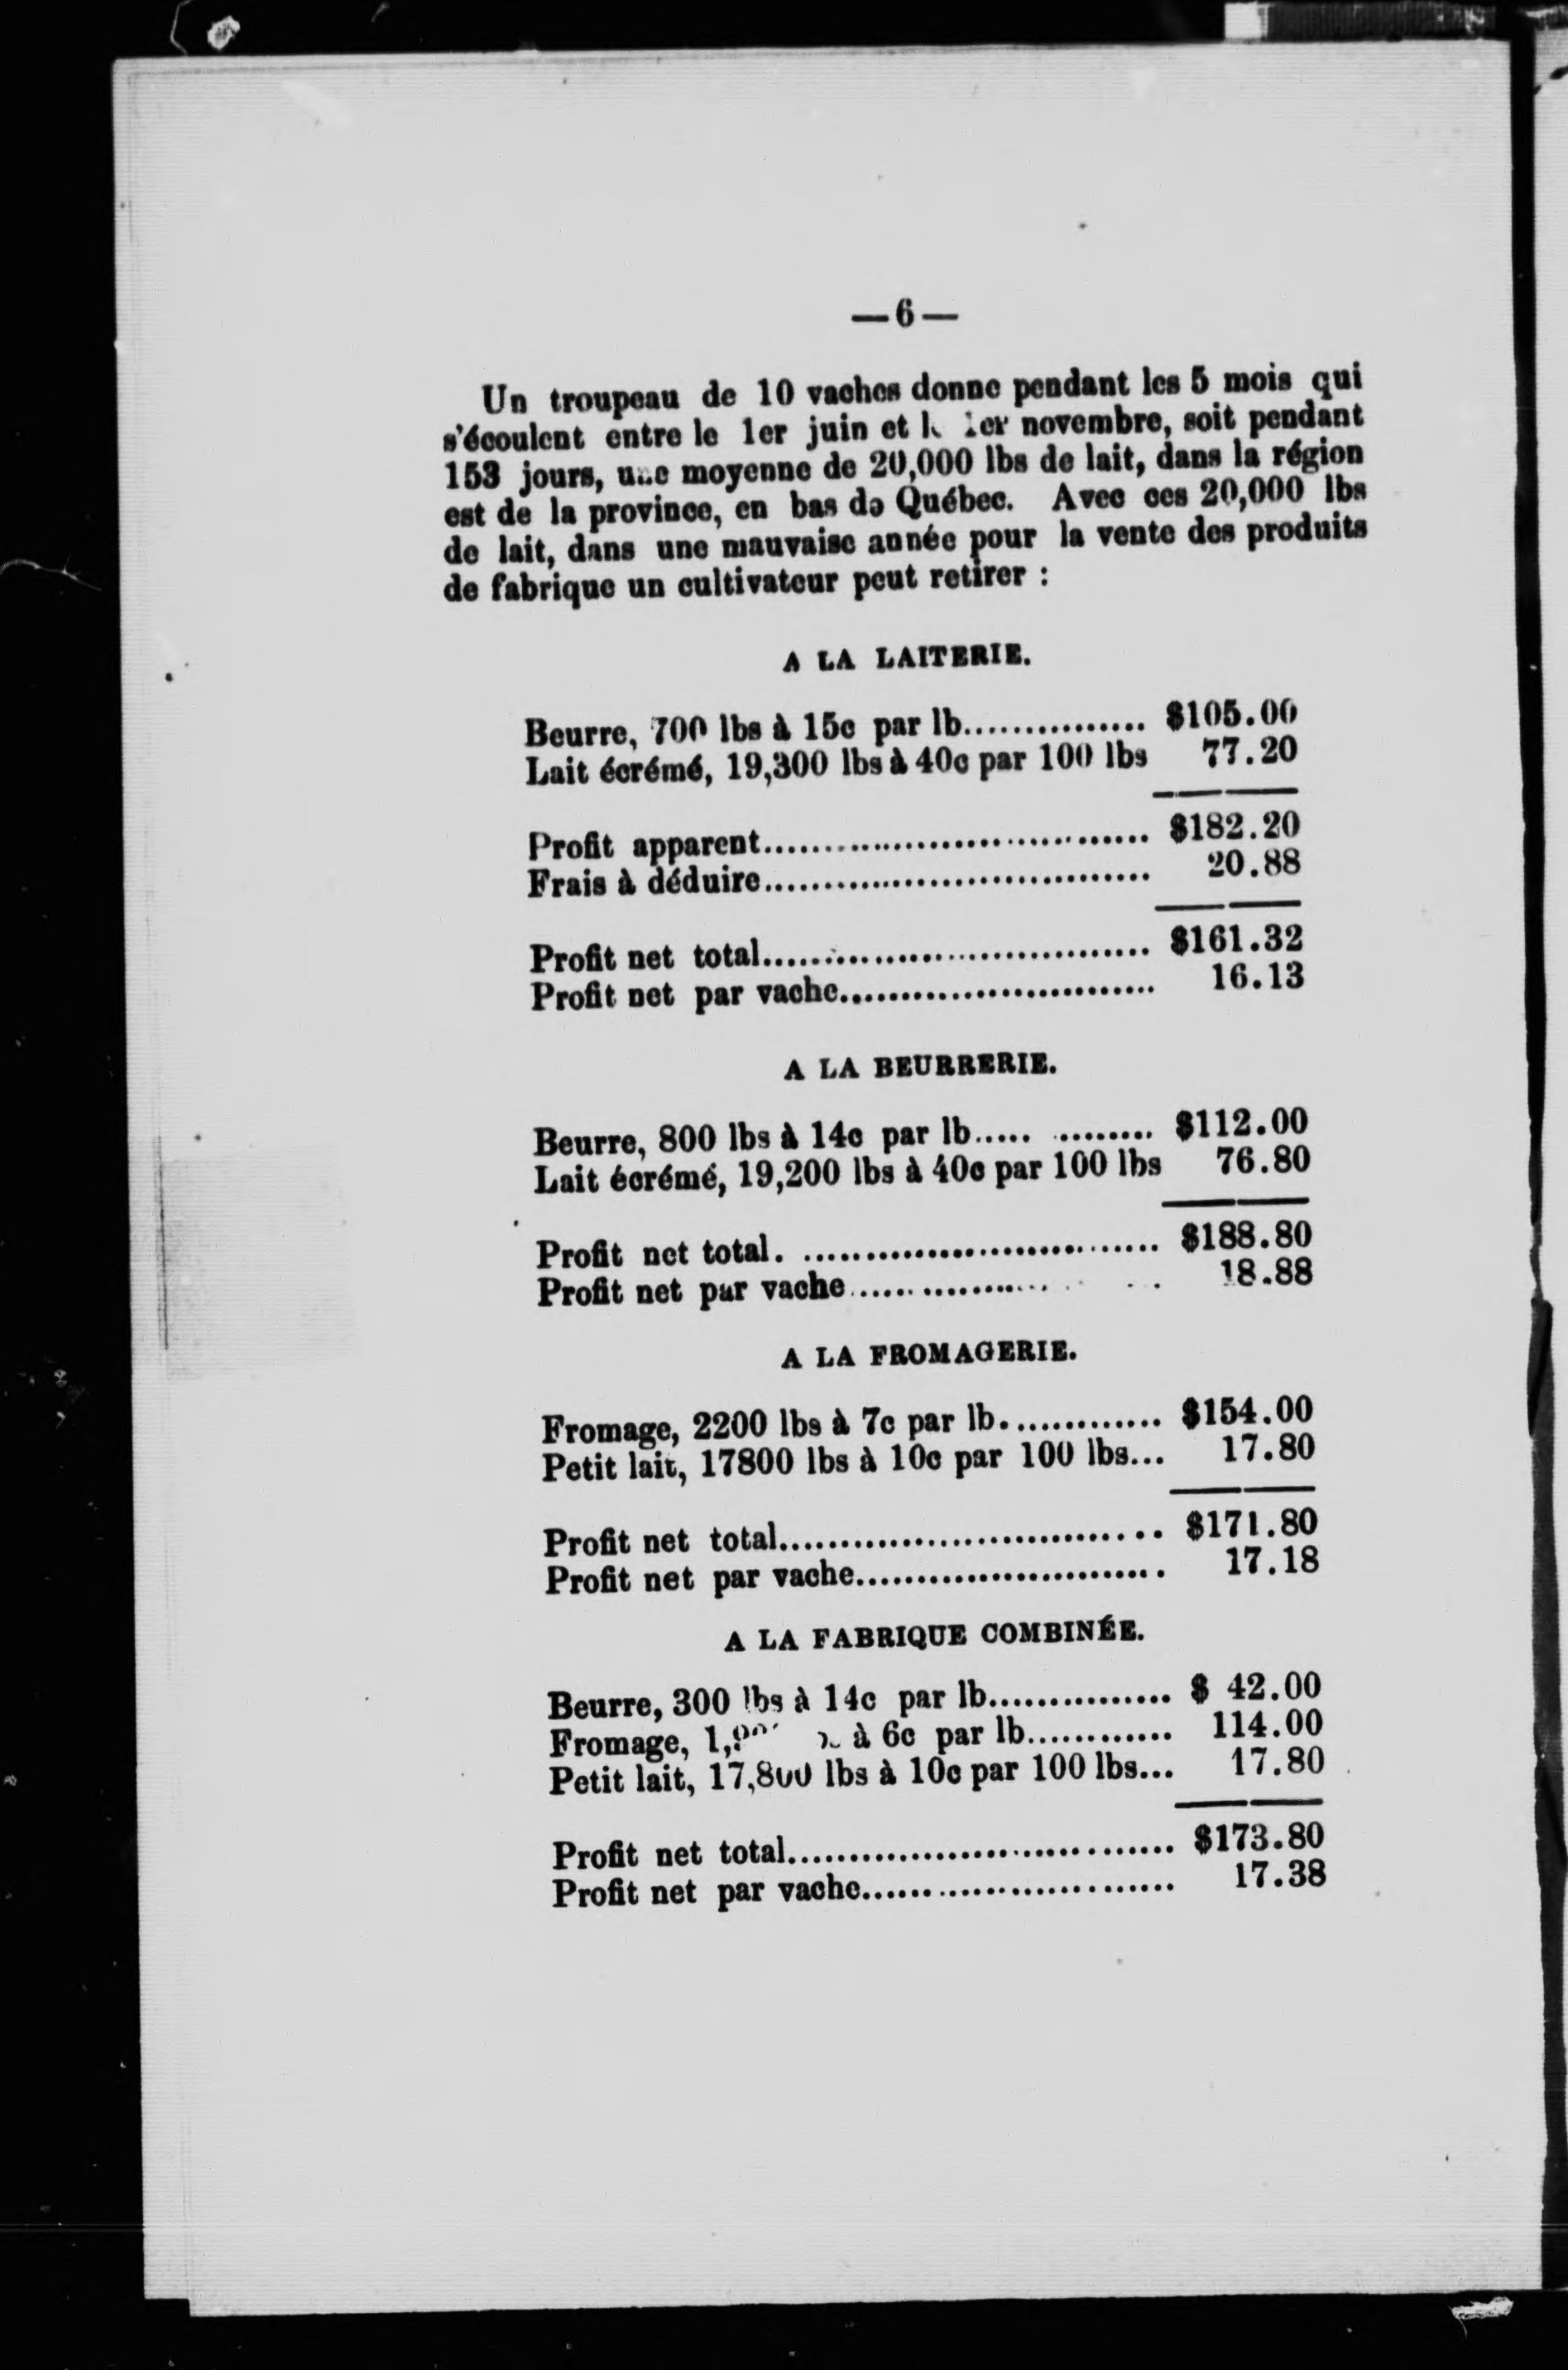 —6—
Un troupeau de 10 vaches donne pendant les 5 mois qui
s'écoulent entre le 1er juin et 1er novembre, soit pendant
153 jours, une moyenne de 20,000 lbs de lait, dans la région
est de la province, en bas de Québec. Avec ces 20,000 lbs
de lait, dans une mauvaise année pour la vente des produits
de fabrique un cultivateur peut retirer :
A LA LAITERIE.
Beurre, 700 lbs à 15c par lb............... $105.00
Lait écrémé, 19,300 lbs à 40c par 100 lbs 77.20
Profit apparent................................... $182.20
Frais à déduire................................... 20.88
Profit net total................................... $161.32
Profit net par vache............................ 16.13
A LA BEURRERIE.
Beurre, 800 lbs à 14c par lb..... ......... $112.00
Lait écrémé, 19,200 lbs à 40c par 100 lbs 76.80
Profit net total. ................................ $188.80
Profit net par vache.................... . . 18.88
A LA FROMAGERIE.
Fromage, 2200 lbs à 7c par lb.............. $154.00
Petit lait, 17800 lbs à 10c par 100 lbs... 17.80
Profit net total.................................. $171.80
Profit net par vache............................ 17.18
A LA FABRIQUE COMBINÉE.
Beurre, 300 lbs à 14c par lb................ $ 42.00
Fromage, à 6c par lb............. 114.00
Petit lait, 17,800 lbs à 10c par 100 lbs... 17.80
Profit net total.................................. $173.80
Profit net par vache............................ 17.38